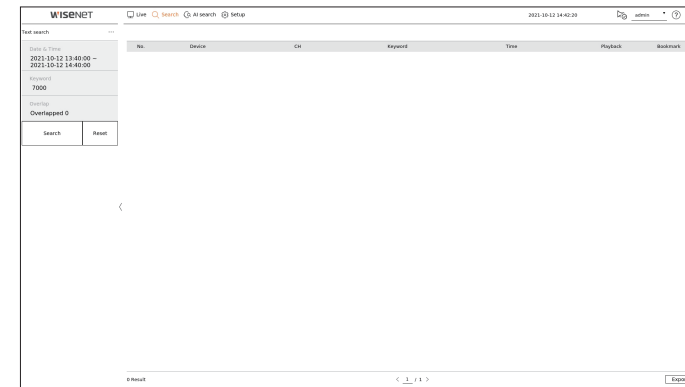 WISENET
Live Search AI search Setup 2021-10-12 14:42:20 admin ?
Text search ...
No. Device CH Keyword Time Playback Bookmark
Date & Time
2021-10-12 13:40:00 ~
2021-10-12 14:40:00
Keyword
7000
Overlap
Overlapped 0
Search Reset
0 Result < 1 / 1 > Expo